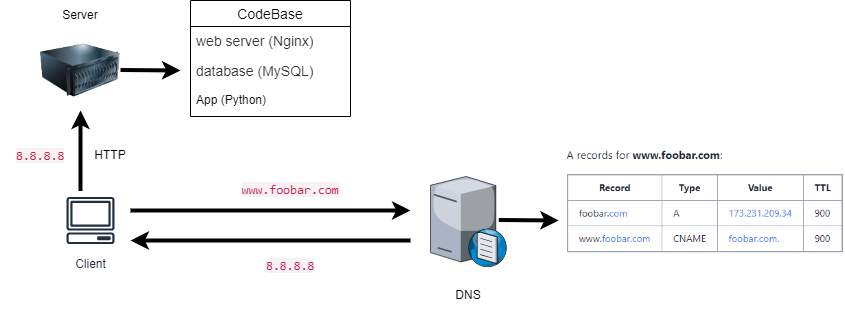 Server
CodeBase
web server (Nginx)
database (MySQL)
App (Python)
8.8.8.8
HTTP
www.foobar.com
Client
8.8.8.8
DNS
A records for www.foobar.com:
Record Type Value TTL
foobar.com A 173.231.209.34 900
www.foobar.com CNAME foobar.com. 900